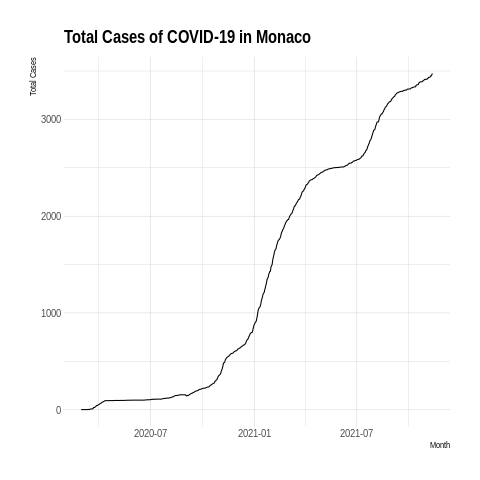 Total Cases of COVID-19 in Monaco
Total Cases
3000
2000
1000
0
2020-07
2021-01
2021-07
Month